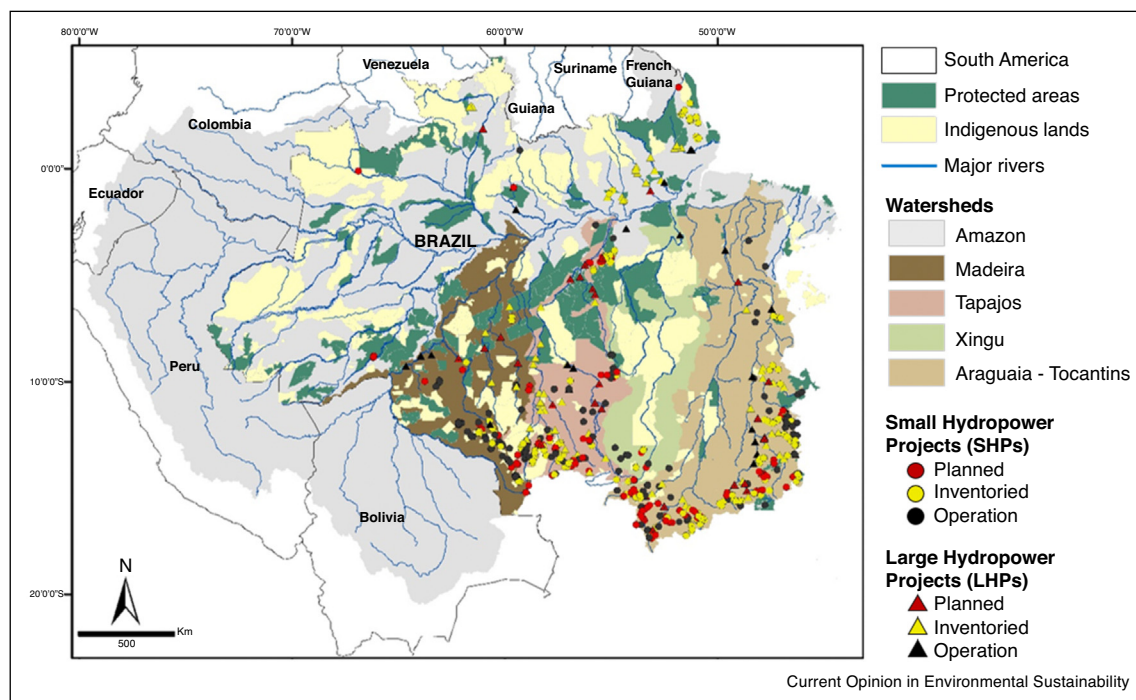 80°0'0"W 70°0'0"W 60°0'0"W 50°0'0"W
Venezuela
Suriname
French
Guiana
Guiana
Colombia
0°0'0"
Ecuador
BRAZIL
Peru
10°0'0"S
Bolivia
20°0'0"S
N
Km
500
South America
Protected areas
Indigenous lands
Major rivers
Watersheds
Amazon
Madeira
Tapajos
Xingu
Araguaia - Tocantins
Small Hydropower
Projects (SHPs)
Planned
Inventoried
Operation
Large Hydropower
Projects (LHPs)
Planned
Inventoried
Operation
Current Opinion in Environmental Sustainability